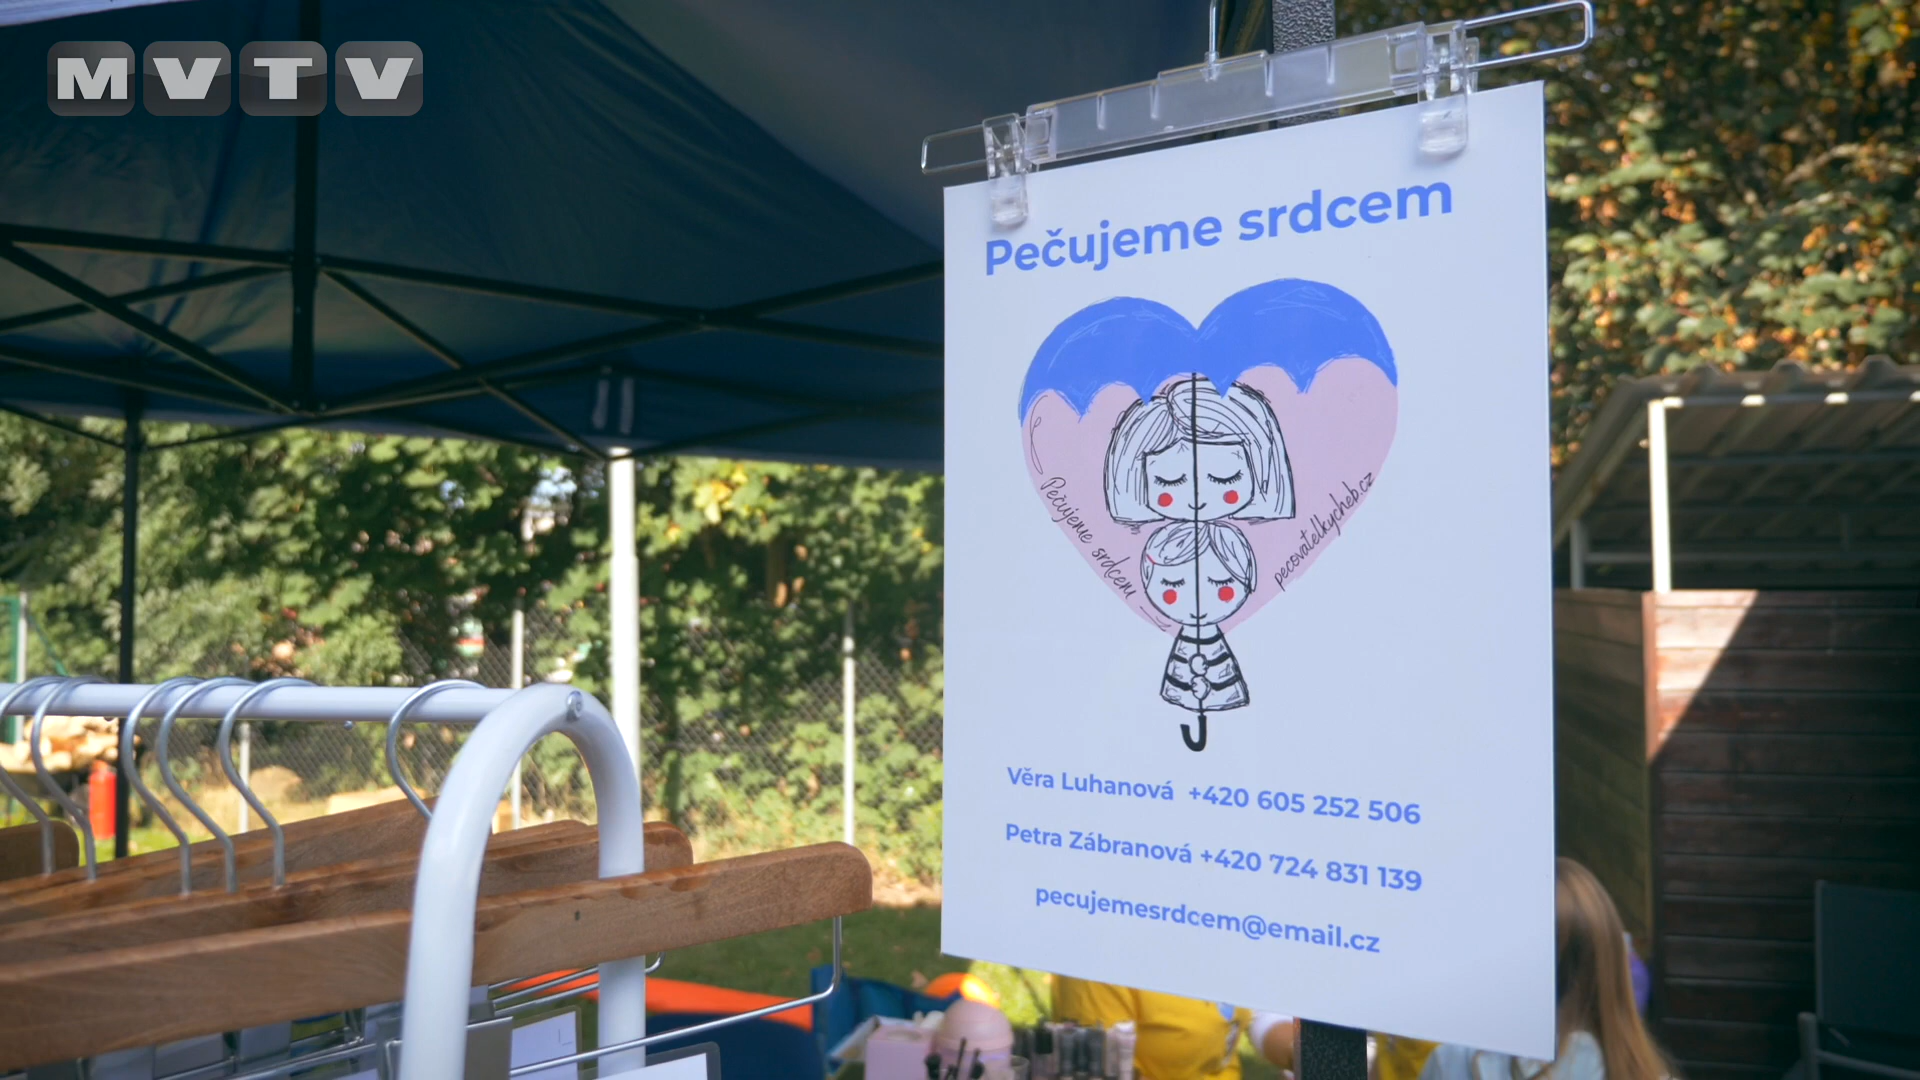 MVTV
Pečujeme srdcem
Pečujeme srdcem
pecovatelkycheb.cz
Věra Luhanová +420 605 252 506
Petra Zábranová +420 724 831 139
pecujemesrdcem@email.cz